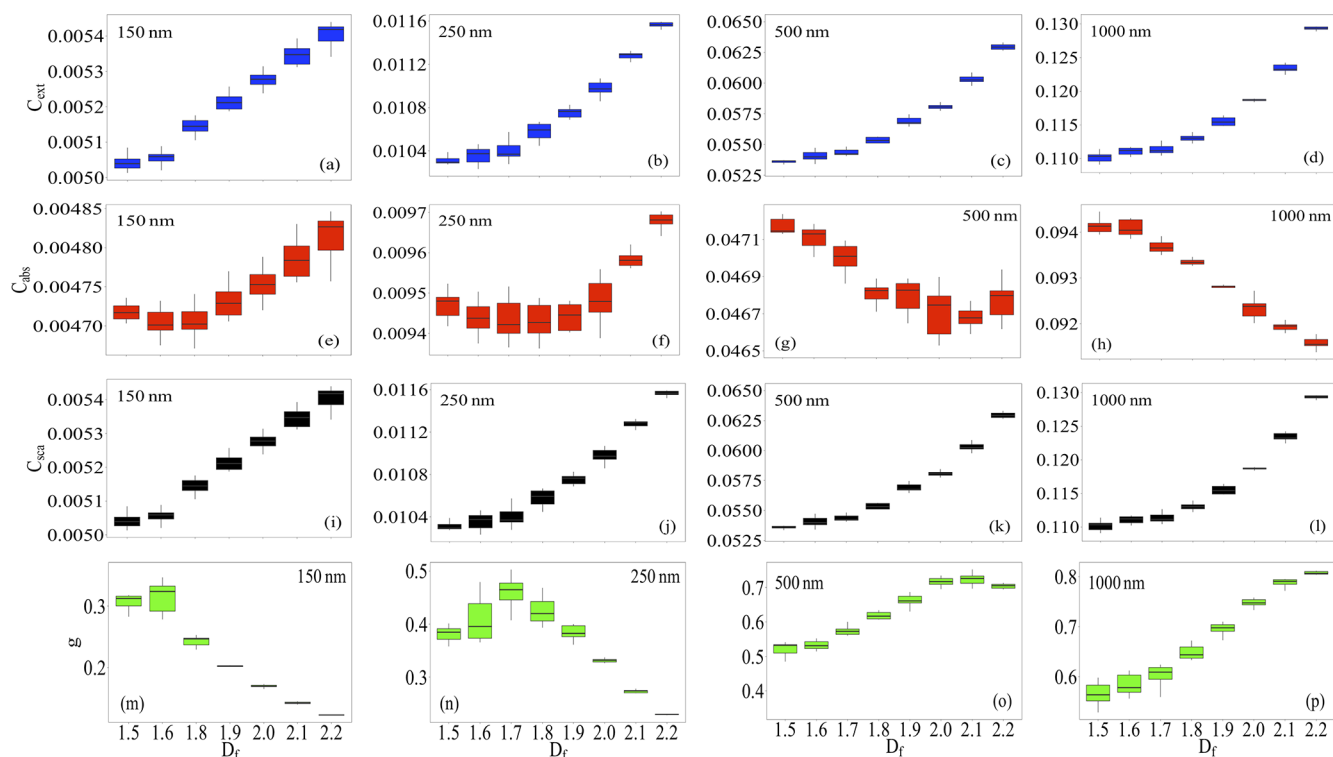 0.0054
0.0053
0.0052
0.0051
0.0050
C_ext
150 nm
(a)
0.0116
0.0112
0.0108
0.0104
250 nm
(b)
0.0650
0.0625
0.0600
0.0575
0.0550
0.0525
500 nm
(c)
0.130
0.125
0.120
0.115
0.110
1000 nm
(d)
0.00485
0.00480
0.00475
0.00470
C_abs
150 nm
(e)
0.0097
0.0096
0.0095
0.0094
250 nm
(f)
0.0471
0.0469
0.0467
0.0465
500 nm
(g)
0.094
0.093
0.092
1000 nm
(h)
0.0054
0.0053
0.0052
0.0051
0.0050
C_sca
150 nm
(i)
0.0116
0.0112
0.0108
0.0104
250 nm
(j)
0.0650
0.0625
0.0600
0.0575
0.0550
0.0525
500 nm
(k)
0.130
0.125
0.120
0.115
0.110
1000 nm
(l)
0.3
0.2
g
150 nm
(m)
1.5 1.6 1.8 1.9 2.0 2.1 2.2
D_f
0.5
0.4
0.3
250 nm
(n)
1.5 1.6 1.7 1.8 1.9 2.0 2.1 2.2
D_f
0.7
0.6
0.5
0.4
500 nm
(o)
1.5 1.6 1.7 1.8 1.9 2.0 2.1 2.2
D_f
0.8
0.7
0.6
1000 nm
(p)
1.5 1.6 1.7 1.8 1.9 2.0 2.1 2.2
D_f